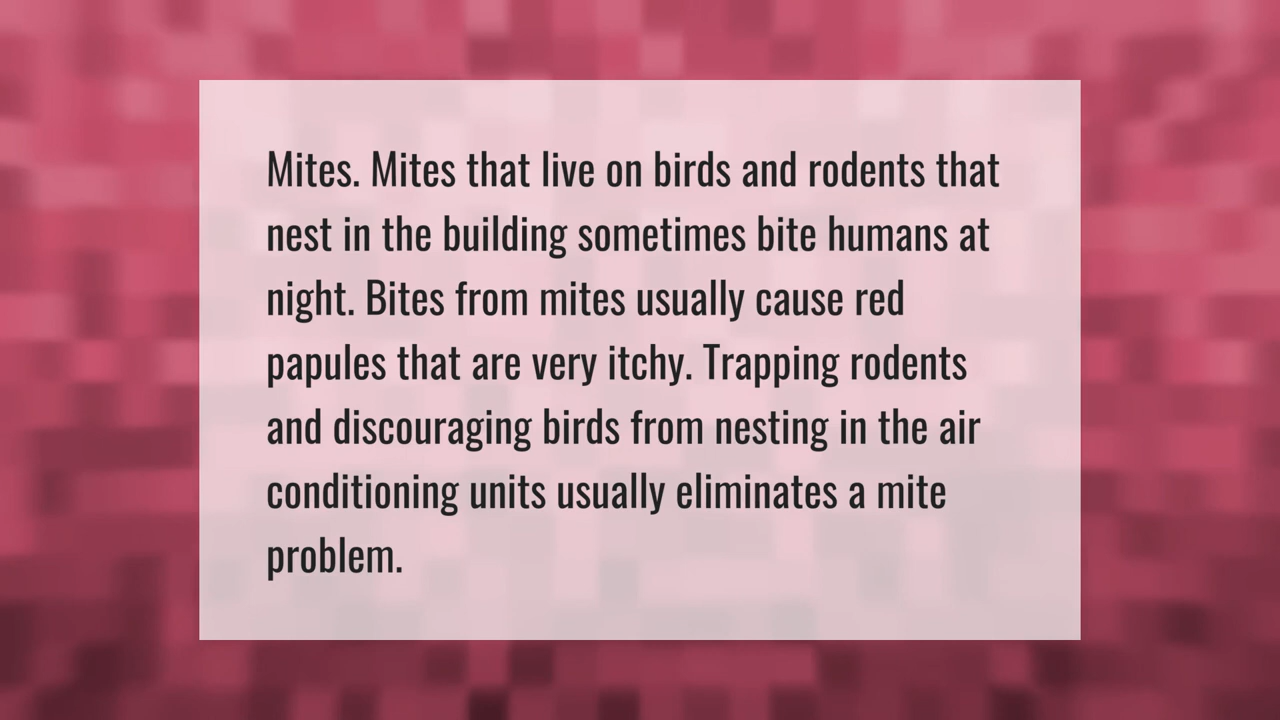 Mites. Mites that live on birds and rodents that
nest in the building sometimes bite humans at
night. Bites from mites usually cause red
papules that are very itchy. Trapping rodents
and discouraging birds from nesting in the air
conditioning units usually eliminates a mite
problem.